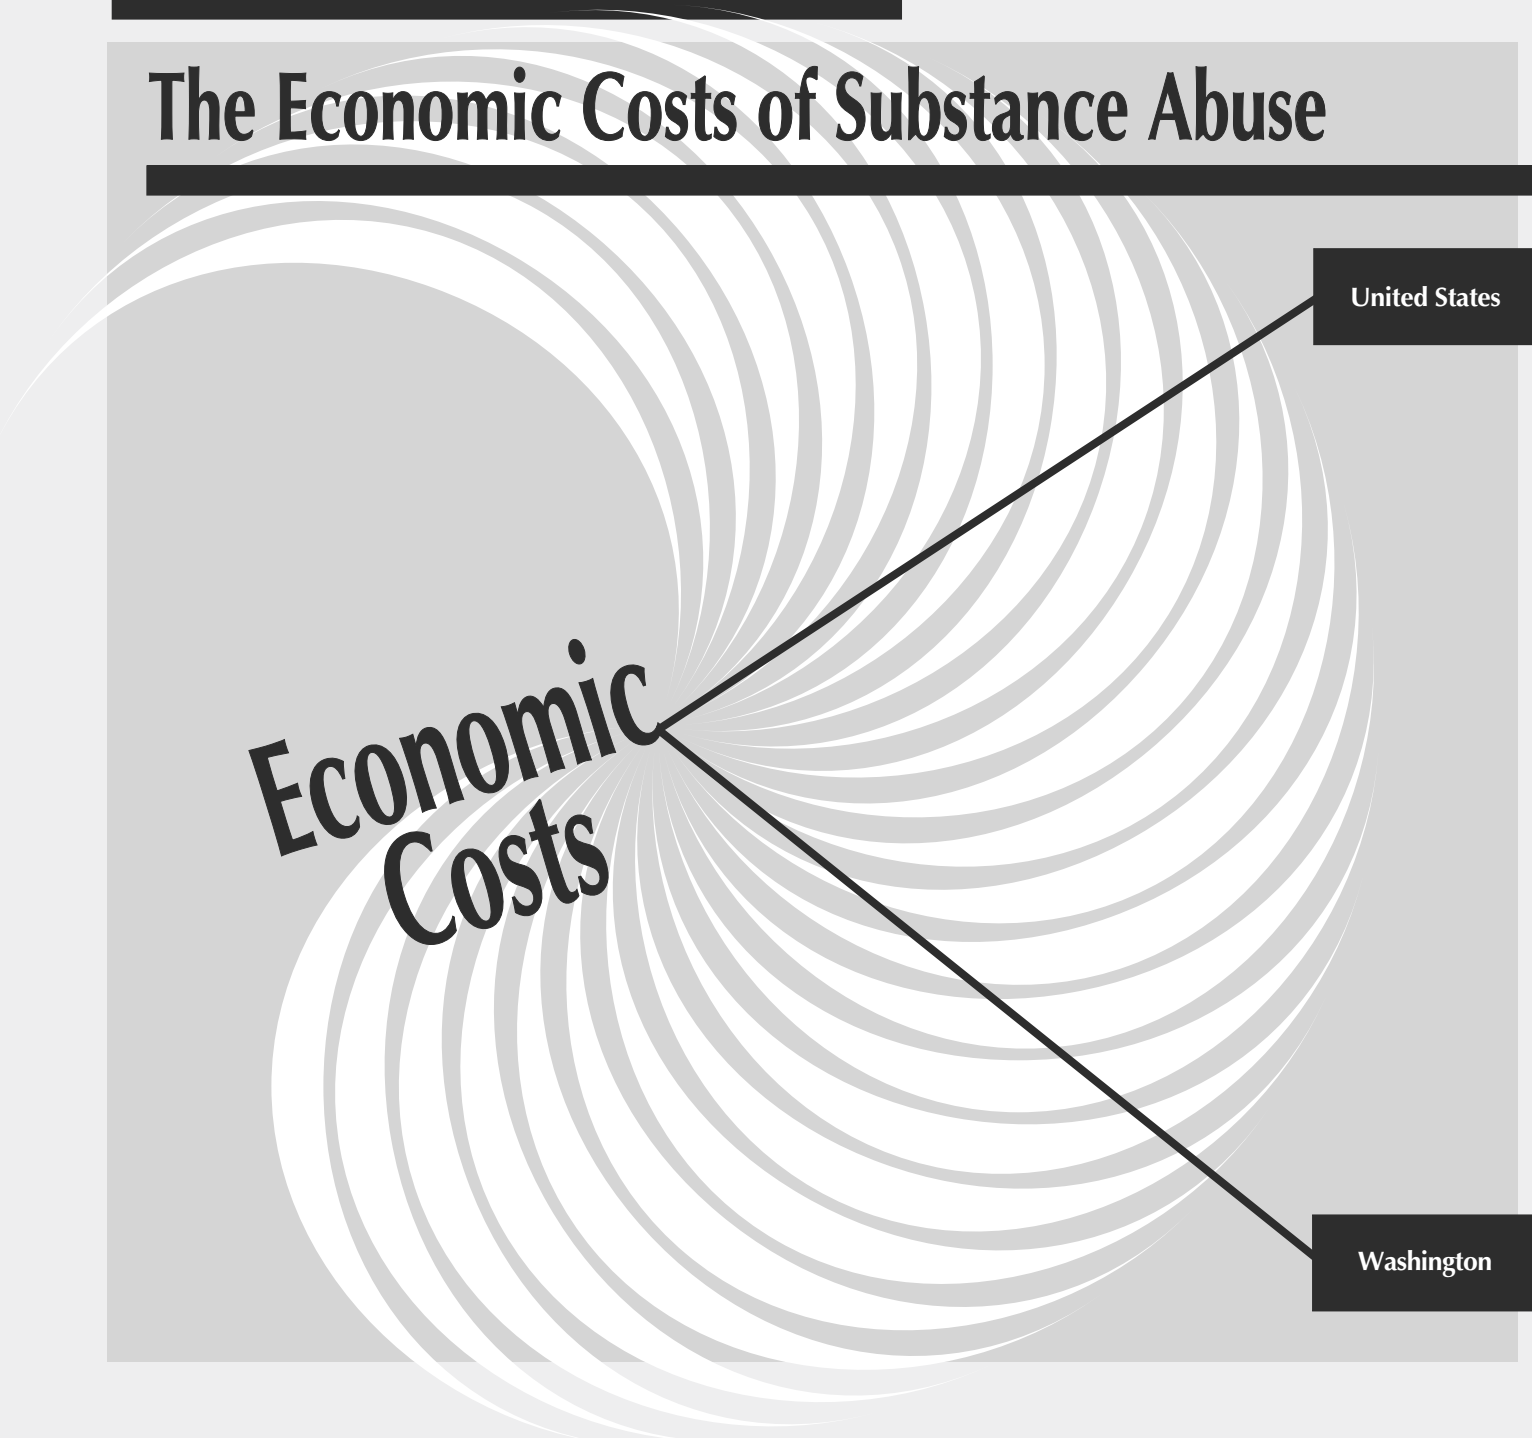 The Economic Costs of Substance Abuse
United States
Economic
Costs
Washington